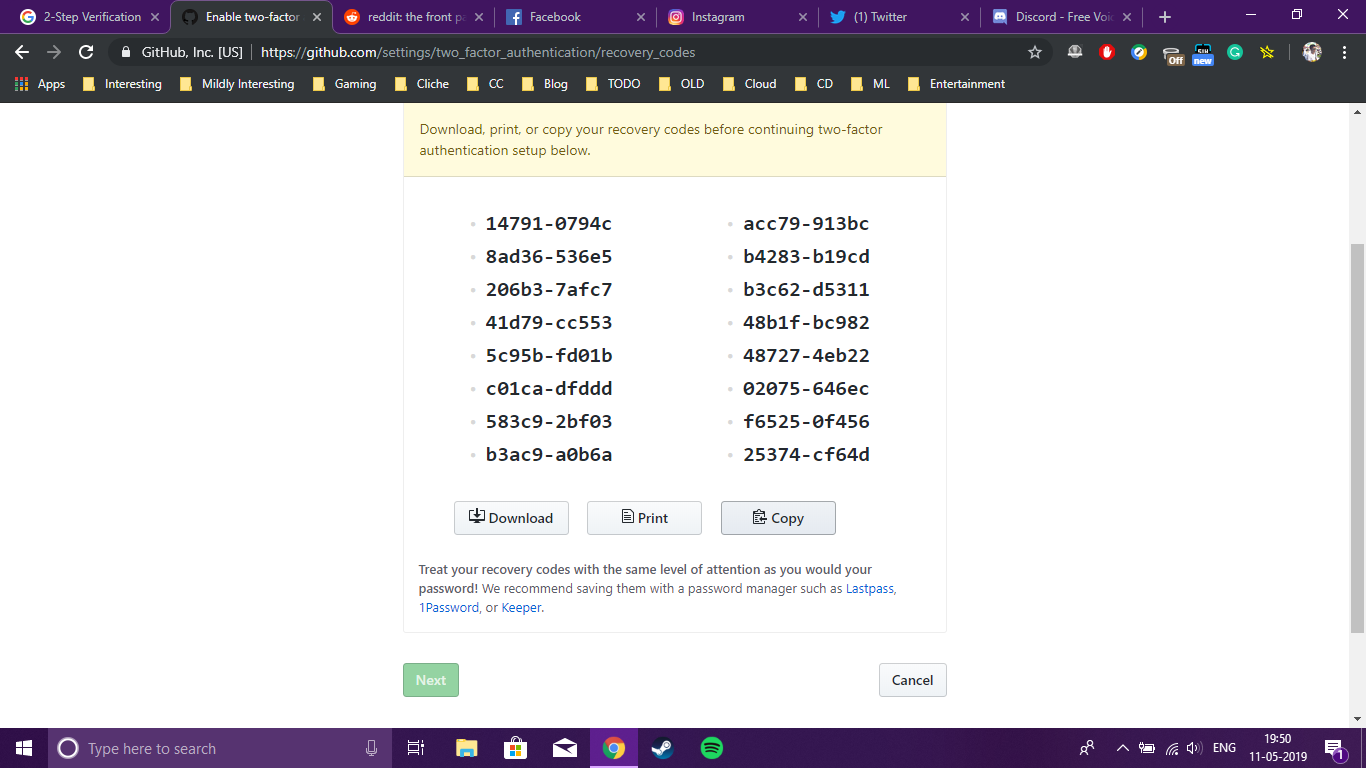 2-Step Verification
Enable two-factor
reddit: the front pa
Facebook
Instagram
(1) Twitter
Discord - Free Voic
GitHub, Inc. [US] | https://github.com/settings/two_factor_authentication/recovery_codes
Off
new
Apps Interesting Mildly Interesting Gaming Cliche CC Blog TODO OLD Cloud CD ML Entertainment
Download, print, or copy your recovery codes before continuing two-factor
authentication setup below.
14791-0794c acc79-913bc
8ad36-536e5 b4283-b19cd
206b3-7afc7 b3c62-d5311
41d79-cc553 48b1f-bc982
5c95b-fd01b 48727-4eb22
c01ca-dfddd 02075-646ec
583c9-2bf03 f6525-0f456
b3ac9-a0b6a 25374-cf64d
Download Print Copy
Treat your recovery codes with the same level of attention as you would your
password! We recommend saving them with a password manager such as Lastpass,
1Password, or Keeper.
Next Cancel
Type here to search
ENG
19:50
11-05-2019
1